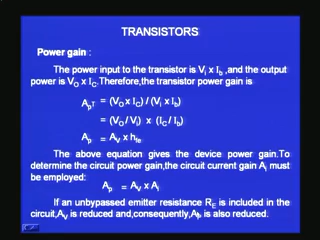 TRANSISTORS
Power gain :
The power input to the transistor is Vi x Ib ,and the output
power is VO x IC.Therefore,the transistor power gain is
ApT = (VO x IC) / (Vi x Ib)
= (VO / Vi) x (IC / Ib)
Ap = AV x hfe
The above equation gives the device power gain.To
determine the circuit power gain,the circuit current gain Ai must
be employed:
Ap = AV x Ai
If an unbypassed emitter resistance RE is included in the
circuit,AV is reduced and,consequently,Ap is also reduced.